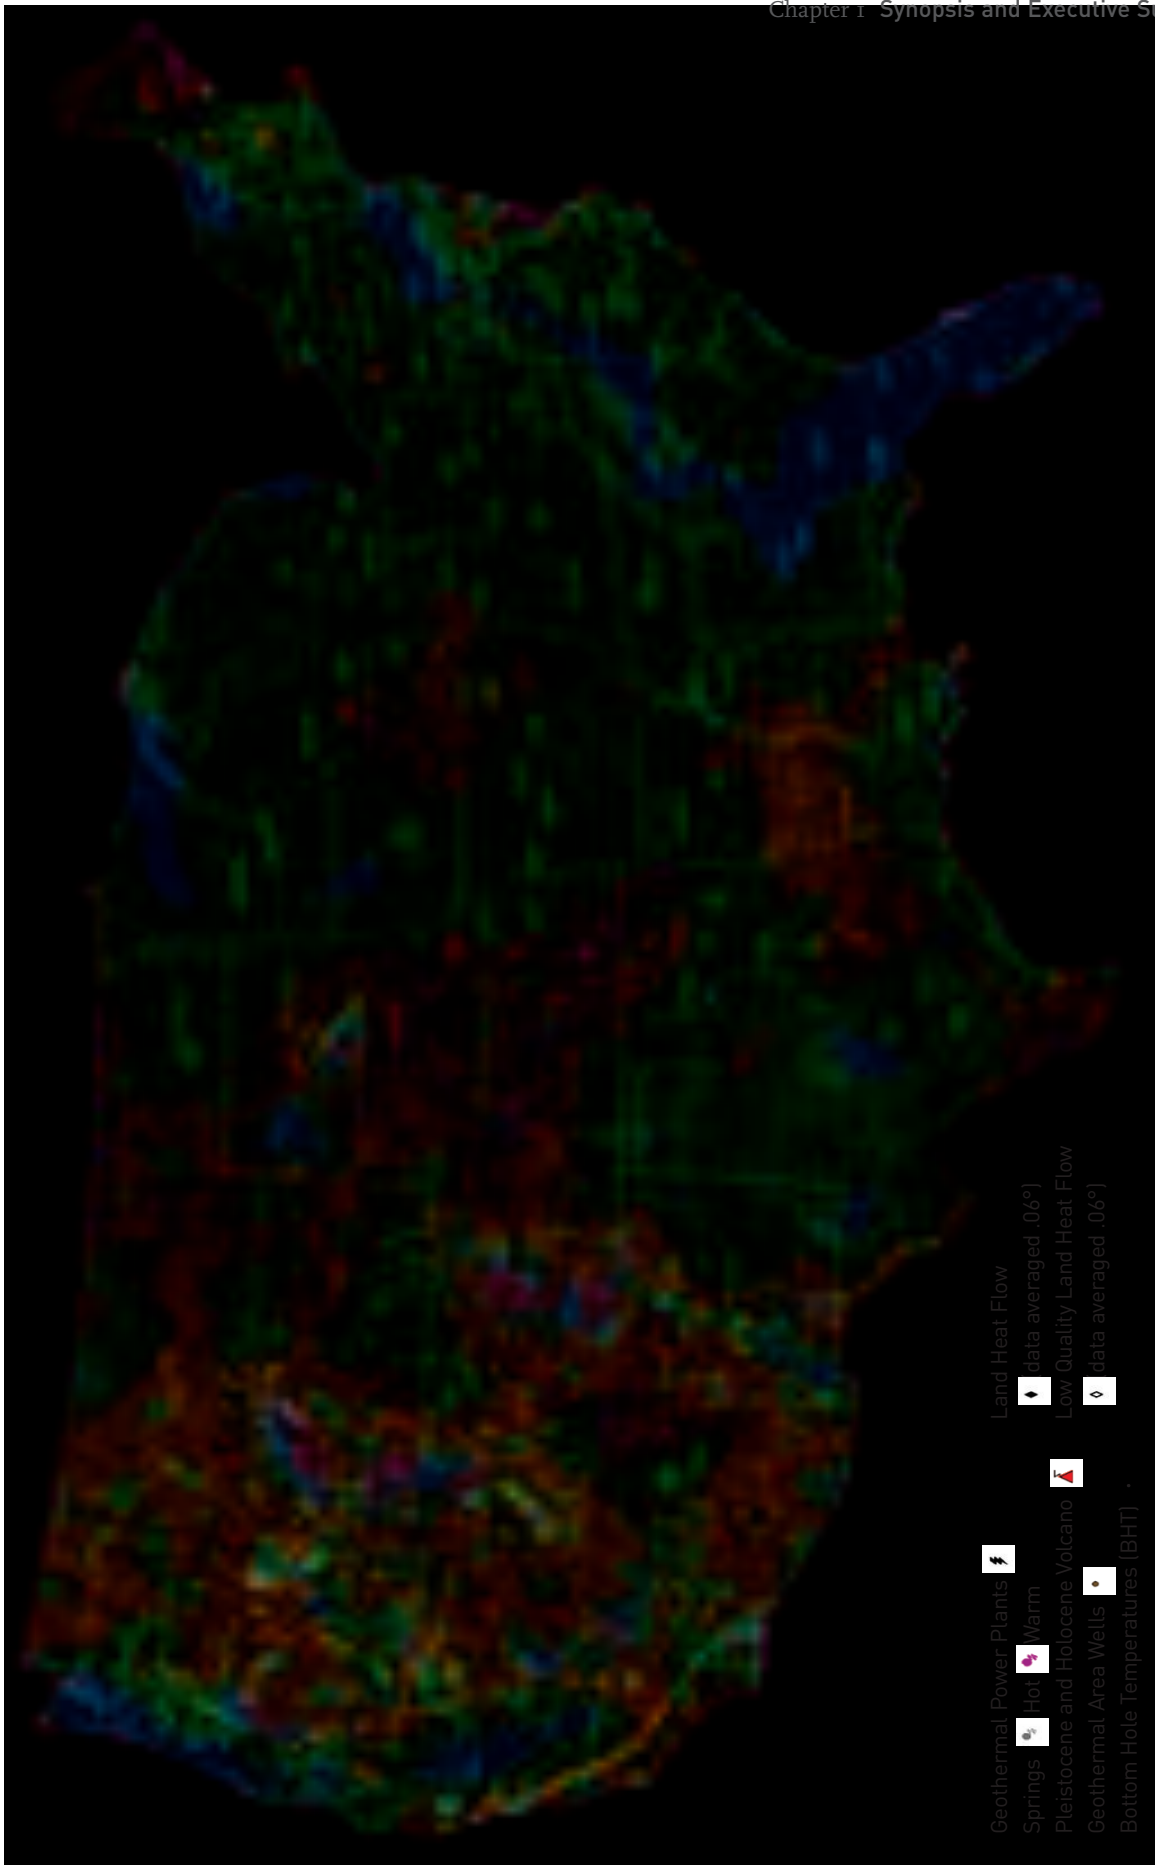 Chapter 1 Synopsis and Executive Su
Geothermal Power Plants
Springs Hot Warm
Pleistocene and Holocene Volcano
Geothermal Area Wells
Bottom Hole Temperatures (BHT) .
Land Heat Flow
data averaged .06°)
Low Quality Land Heat Flow
data averaged .06°)